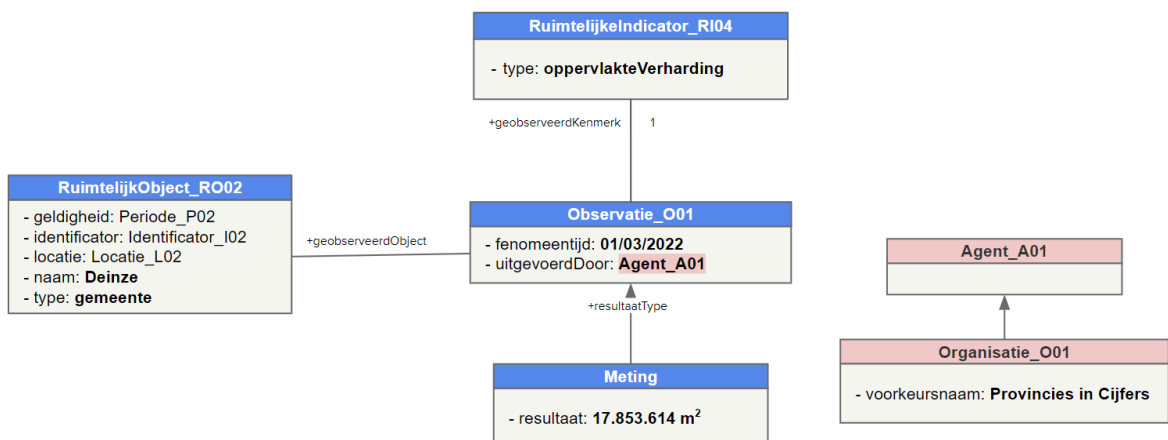 RuimtelijkeIndicator_RI04
- type: oppervlakteVerharding
+geobserveerdKenmerk 1
RuimtelijkObject_RO02
- geldigheid: Periode_P02
- identificator: Identificator_I02
- locatie: Locatie_L02
- naam: Deinze
- type: gemeente
+geobserveerdObject
Observatie_O01
- fenomeentijd: 01/03/2022
- uitgevoerdDoor: Agent_A01
+resultaatType
Meting
- resultaat: 17.853.614 m²
Agent_A01
Organisatie_O01
- voorkeursnaam: Provincies in Cijfers